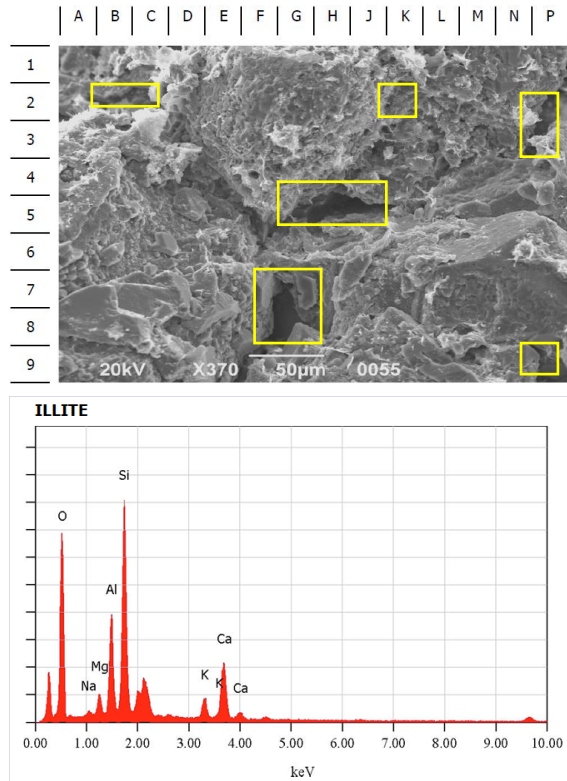 A B C D E F G H J K L M N P
1
2
3
4
5
6
7
8
9
20kV X370 50µm 0055
ILLITE
Si
O
Al
Ca
Mg
K
K
Na
Ca
0.00 1.00 2.00 3.00 4.00 5.00 6.00 7.00 8.00 9.00 10.00
keV